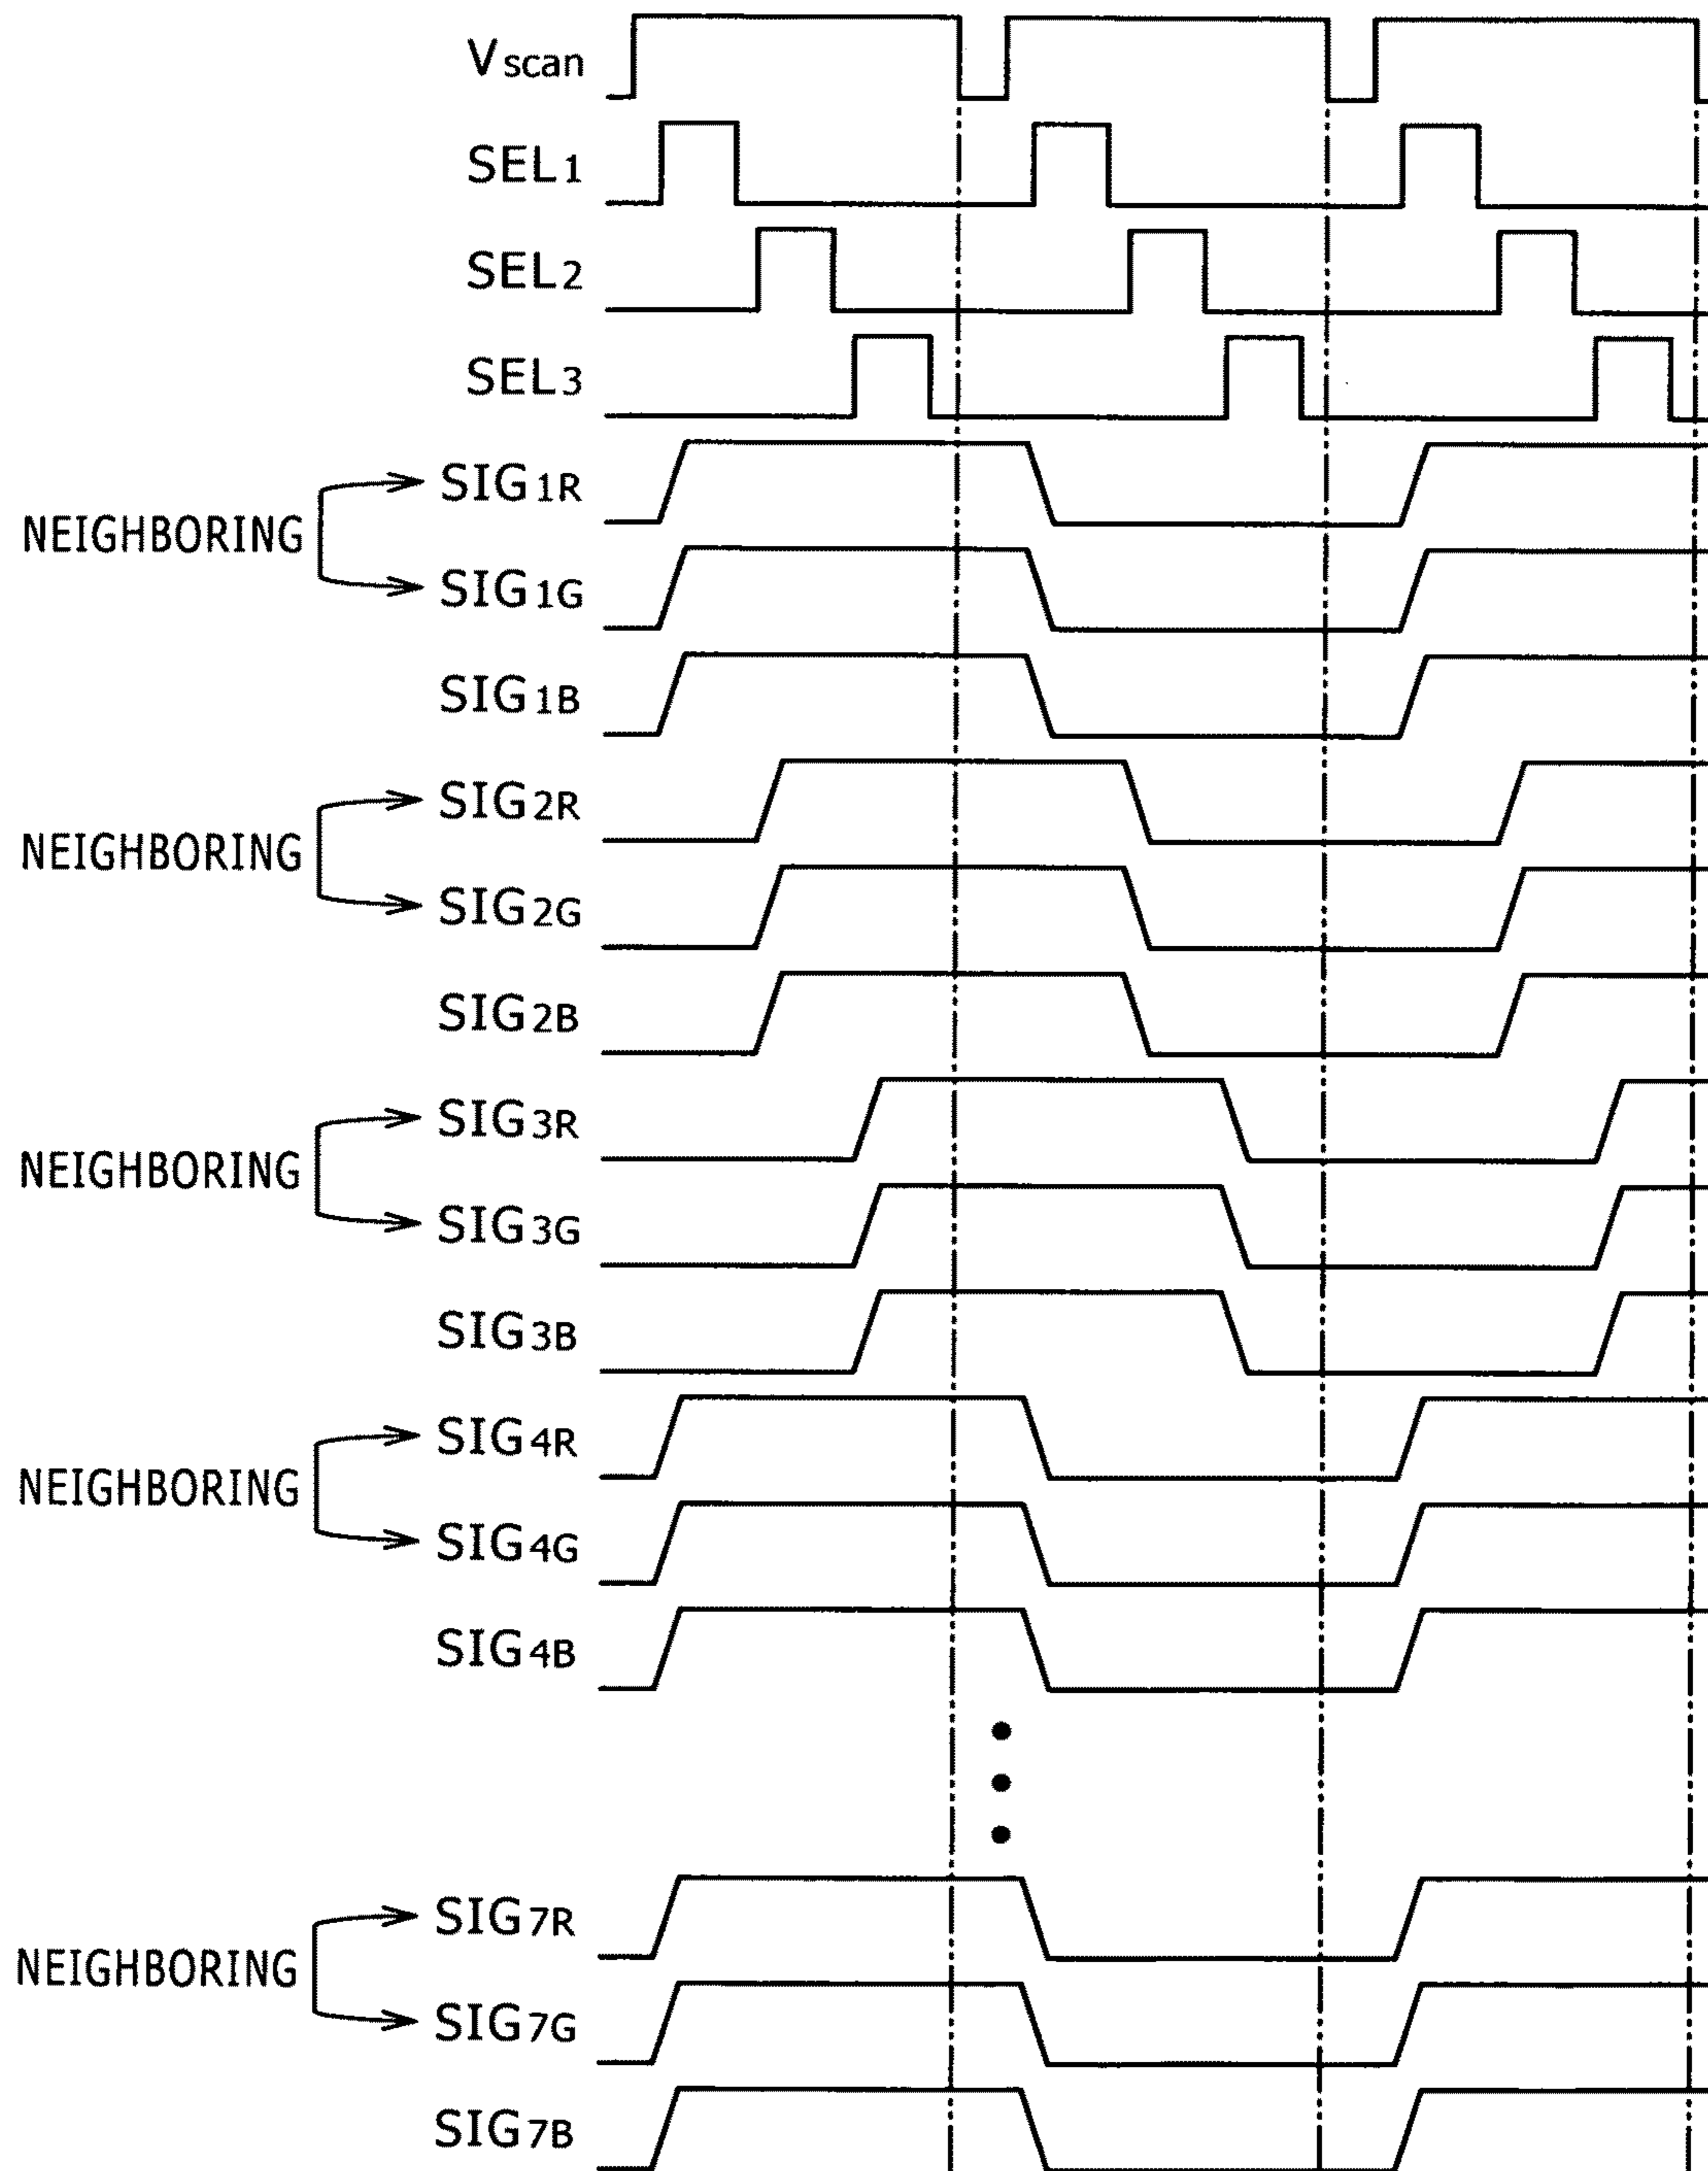 Vscan
SEL1
SEL2
SEL3
SIG1R
NEIGHBORING
SIG1G
SIG1B
SIG2R
NEIGHBORING
SIG2G
SIG2B
SIG3R
NEIGHBORING
SIG3G
SIG3B
SIG4R
NEIGHBORING
SIG4G
SIG4B
SIG7R
NEIGHBORING
SIG7G
SIG7B